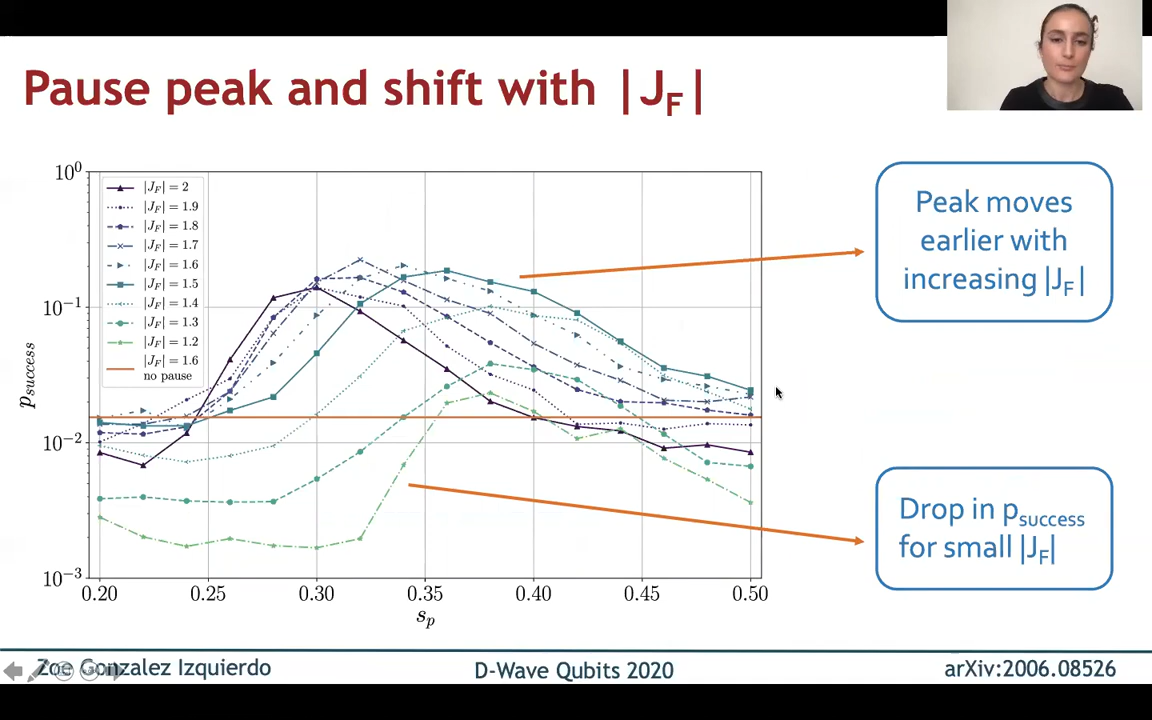 Pause peak and shift with |J_F|
10^0
10^-1
10^-2
10^-3
p_success
|J_F| = 2
|J_F| = 1.9
|J_F| = 1.8
|J_F| = 1.7
|J_F| = 1.6
|J_F| = 1.5
|J_F| = 1.4
|J_F| = 1.3
|J_F| = 1.2
|J_F| = 1.6
no pause
0.20 0.25 0.30 0.35 0.40 0.45 0.50
s_p
Peak moves
earlier with
increasing |J_F|
Drop in p_success
for small |J_F|
Zoe Gonzalez Izquierdo
D-Wave Qubits 2020
arXiv:2006.08526